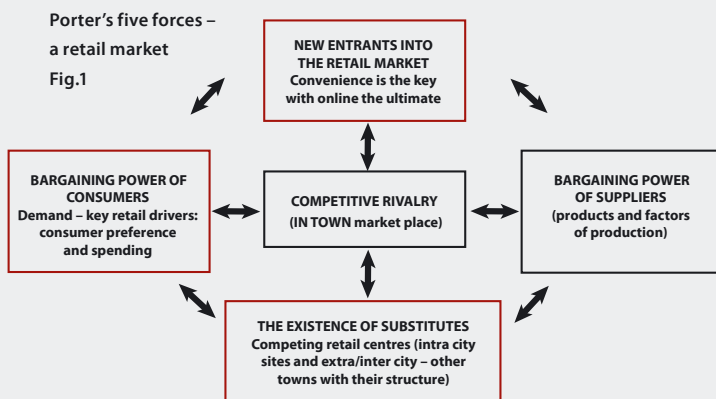 Porter's five forces –
a retail market
Fig.1
NEW ENTRANTS INTO
THE RETAIL MARKET
Convenience is the key
with online the ultimate
BARGAINING POWER OF
CONSUMERS
Demand – key retail drivers:
consumer preference
and spending
COMPETITIVE RIVALRY
(IN TOWN market place)
BARGAINING POWER
OF SUPPLIERS
(products and factors
of production)
THE EXISTENCE OF SUBSTITUTES
Competing retail centres (intra city
sites and extra/inter city – other
towns with their structure)